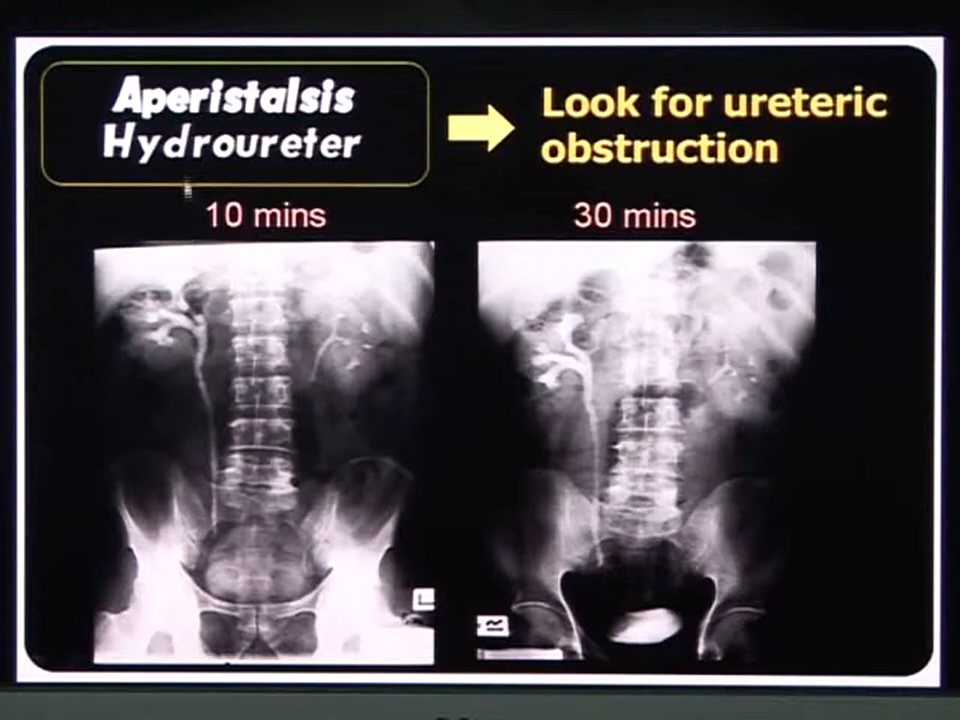 Aperistalsis
Hydroureter
Look for ureteric
obstruction
10 mins
30 mins
L